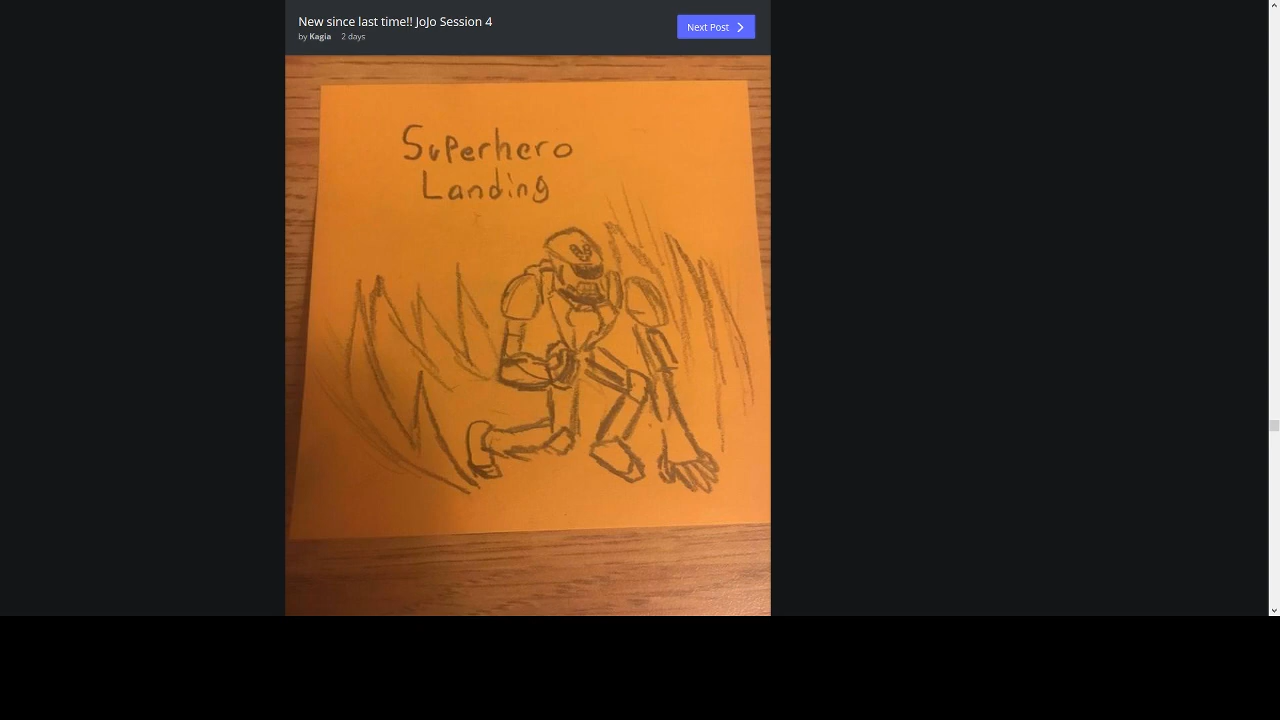 New since last time!! JoJo Session 4
by Kagia 2 days
Next Post
Superhero
Landing